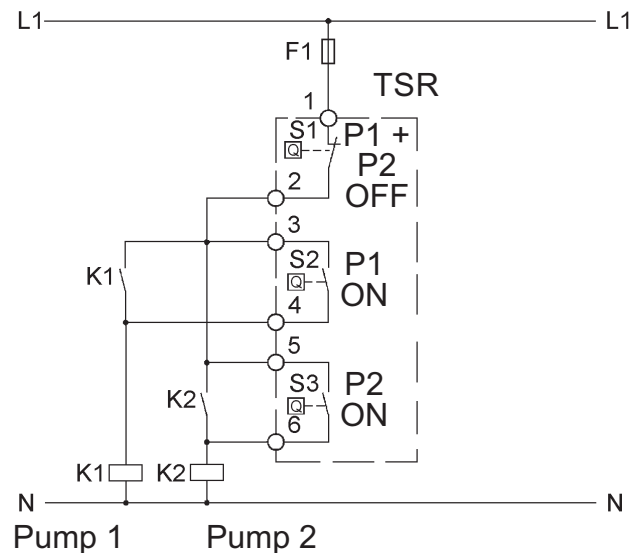 L1 L1
F1
TSR
1
S1 P1 +
Q P2
2 OFF
3
K1 S2 P1
Q ON
4
5
K2 S3 P2
Q ON
6
K1 K2
N N
Pump 1 Pump 2